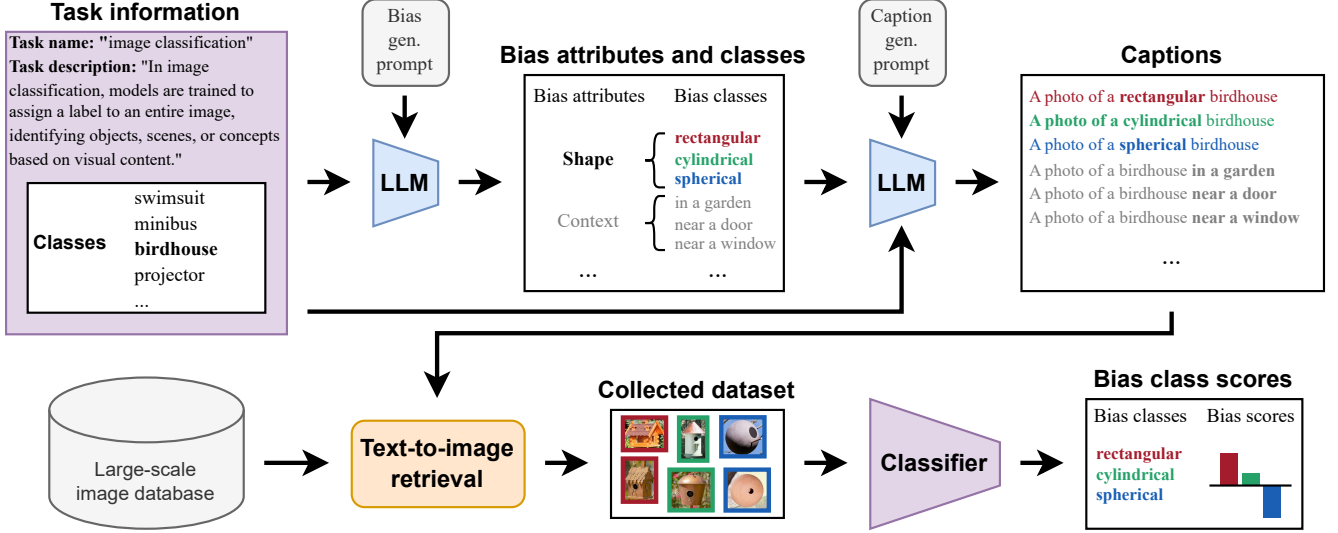 Task information
Task name: "image classification"
Task description: "In image
classification, models are trained to
assign a label to an entire image,
identifying objects, scenes, or concepts
based on visual content."
Classes
swimsuit
minibus
birdhouse
projector
...
Bias
gen.
prompt
LLM
Bias attributes and classes
Bias attributes
Bias classes
Shape
rectangular
cylindrical
spherical
Context
in a garden
near a door
near a window
...
...
Caption
gen.
prompt
LLM
Captions
A photo of a rectangular birdhouse
A photo of a cylindrical birdhouse
A photo of a spherical birdhouse
A photo of a birdhouse in a garden
A photo of a birdhouse near a door
A photo of a birdhouse near a window
...
Large-scale
image database
Text-to-image
retrieval
Collected dataset
Classifier
Bias class scores
Bias classes
Bias scores
rectangular
cylindrical
spherical